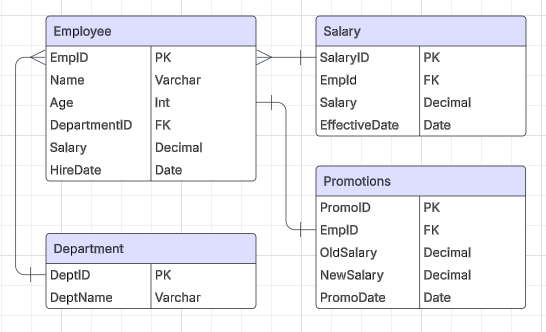 Employee
EmpID PK
Name Varchar
Age Int
DepartmentID FK
Salary Decimal
HireDate Date
Salary
SalaryID PK
EmpId FK
Salary Decimal
EffectiveDate Date
Department
DeptID PK
DeptName Varchar
Promotions
PromoID PK
EmpID FK
OldSalary Decimal
NewSalary Decimal
PromoDate Date